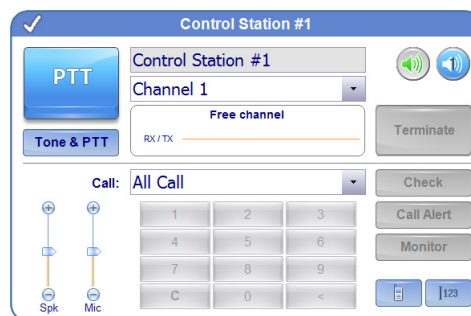 Control Station #1
PTT
Control Station #1
Channel 1
Free channel
RX / TX
Tone & PTT
Terminate
Call:
All Call
Check
1 2 3
Call Alert
4 5 6
Monitor
7 8 9
C 0 <
123
Spk Mic
1